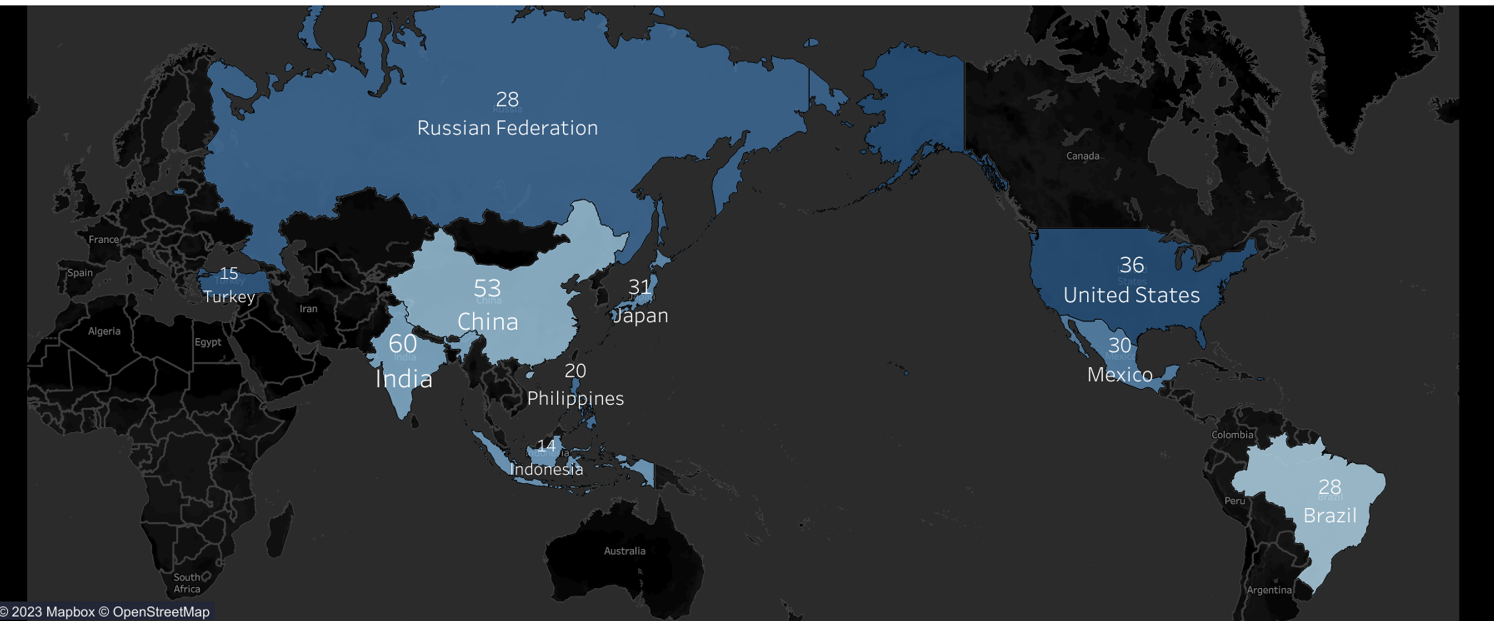 28
Russian Federation
Canada
France
Spain
15
Turkey
Iran
Algeria
Egypt
53
China
31
Japan
36
United States
60
India
30
Mexico
20
Philippines
14
Indonesia
Colombia
Peru
28
Brazil
Australia
South
Africa
Argentina
© 2023 Mapbox © OpenStreetMap